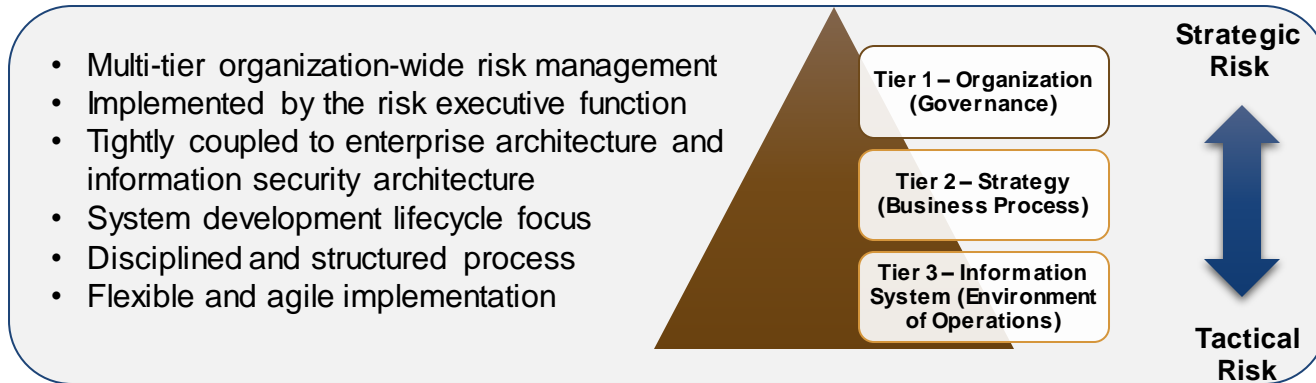 • Multi-tier organization-wide risk management
• Implemented by the risk executive function
• Tightly coupled to enterprise architecture and
information security architecture
• System development lifecycle focus
• Disciplined and structured process
• Flexible and agile implementation
Tier 1 – Organization
(Governance)
Tier 2 – Strategy
(Business Process)
Tier 3 – Information
System (Environment
of Operations)
Strategic
Risk
Tactical
Risk